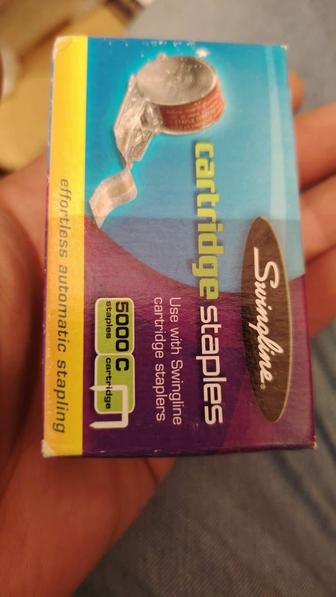 Swingline
cartridge staples
Use with Swingline
cartridge staplers
5000 C
staples cartridge
effortless automatic stapling